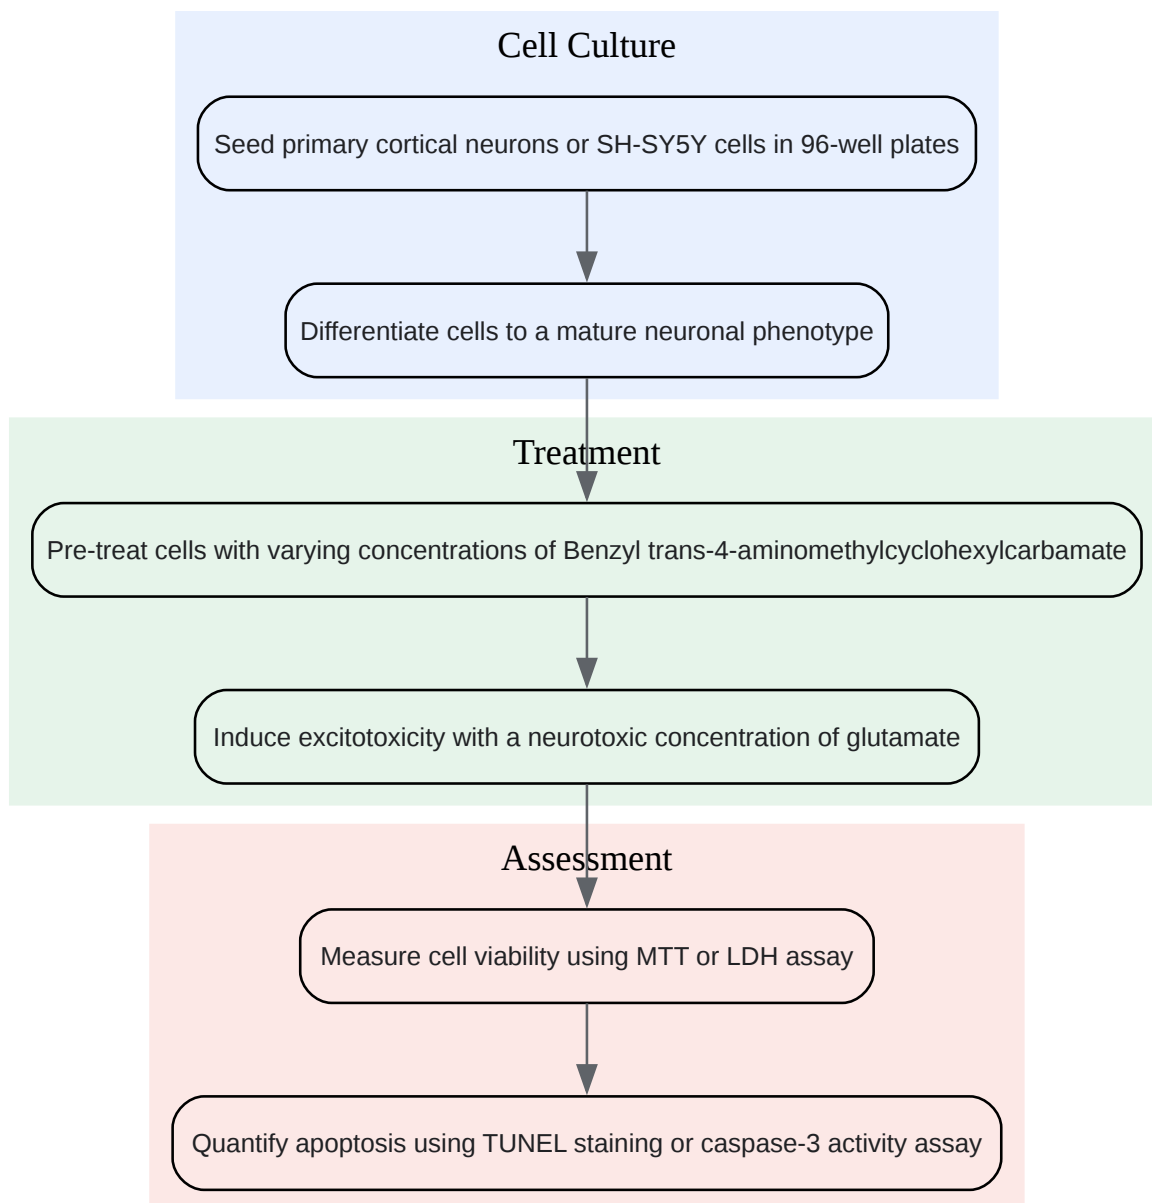 Cell Culture
Seed primary cortical neurons or SH-SY5Y cells in 96-well plates
Differentiate cells to a mature neuronal phenotype
Treatment
Pre-treat cells with varying concentrations of Benzyl trans-4-aminomethylcyclohexylcarbamate
Induce excitotoxicity with a neurotoxic concentration of glutamate
Assessment
Measure cell viability using MTT or LDH assay
Quantify apoptosis using TUNEL staining or caspase-3 activity assay